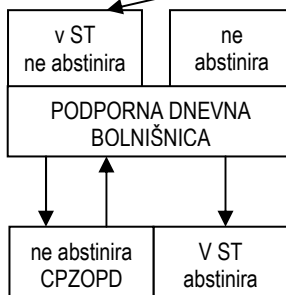 v ST
ne abstinira
ne
abstinira
PODPORNA DNEVNA
BOLNIŠNICA
ne abstinira
CPZOPD
V ST
abstinira